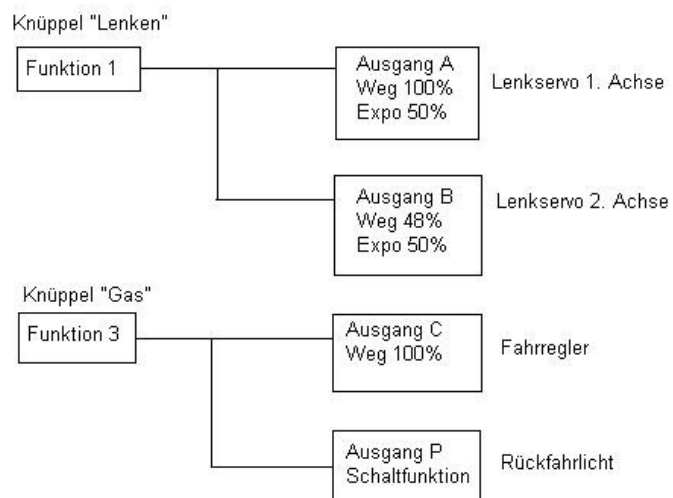 Knüppel "Lenken"
Funktion 1
Ausgang A
Weg 100%
Expo 50%
Lenkservo 1. Achse
Ausgang B
Weg 48%
Expo 50%
Lenkservo 2. Achse
Knüppel "Gas"
Funktion 3
Ausgang C
Weg 100%
Fahrregler
Ausgang P
Schaltfunktion
Rückfahrlicht